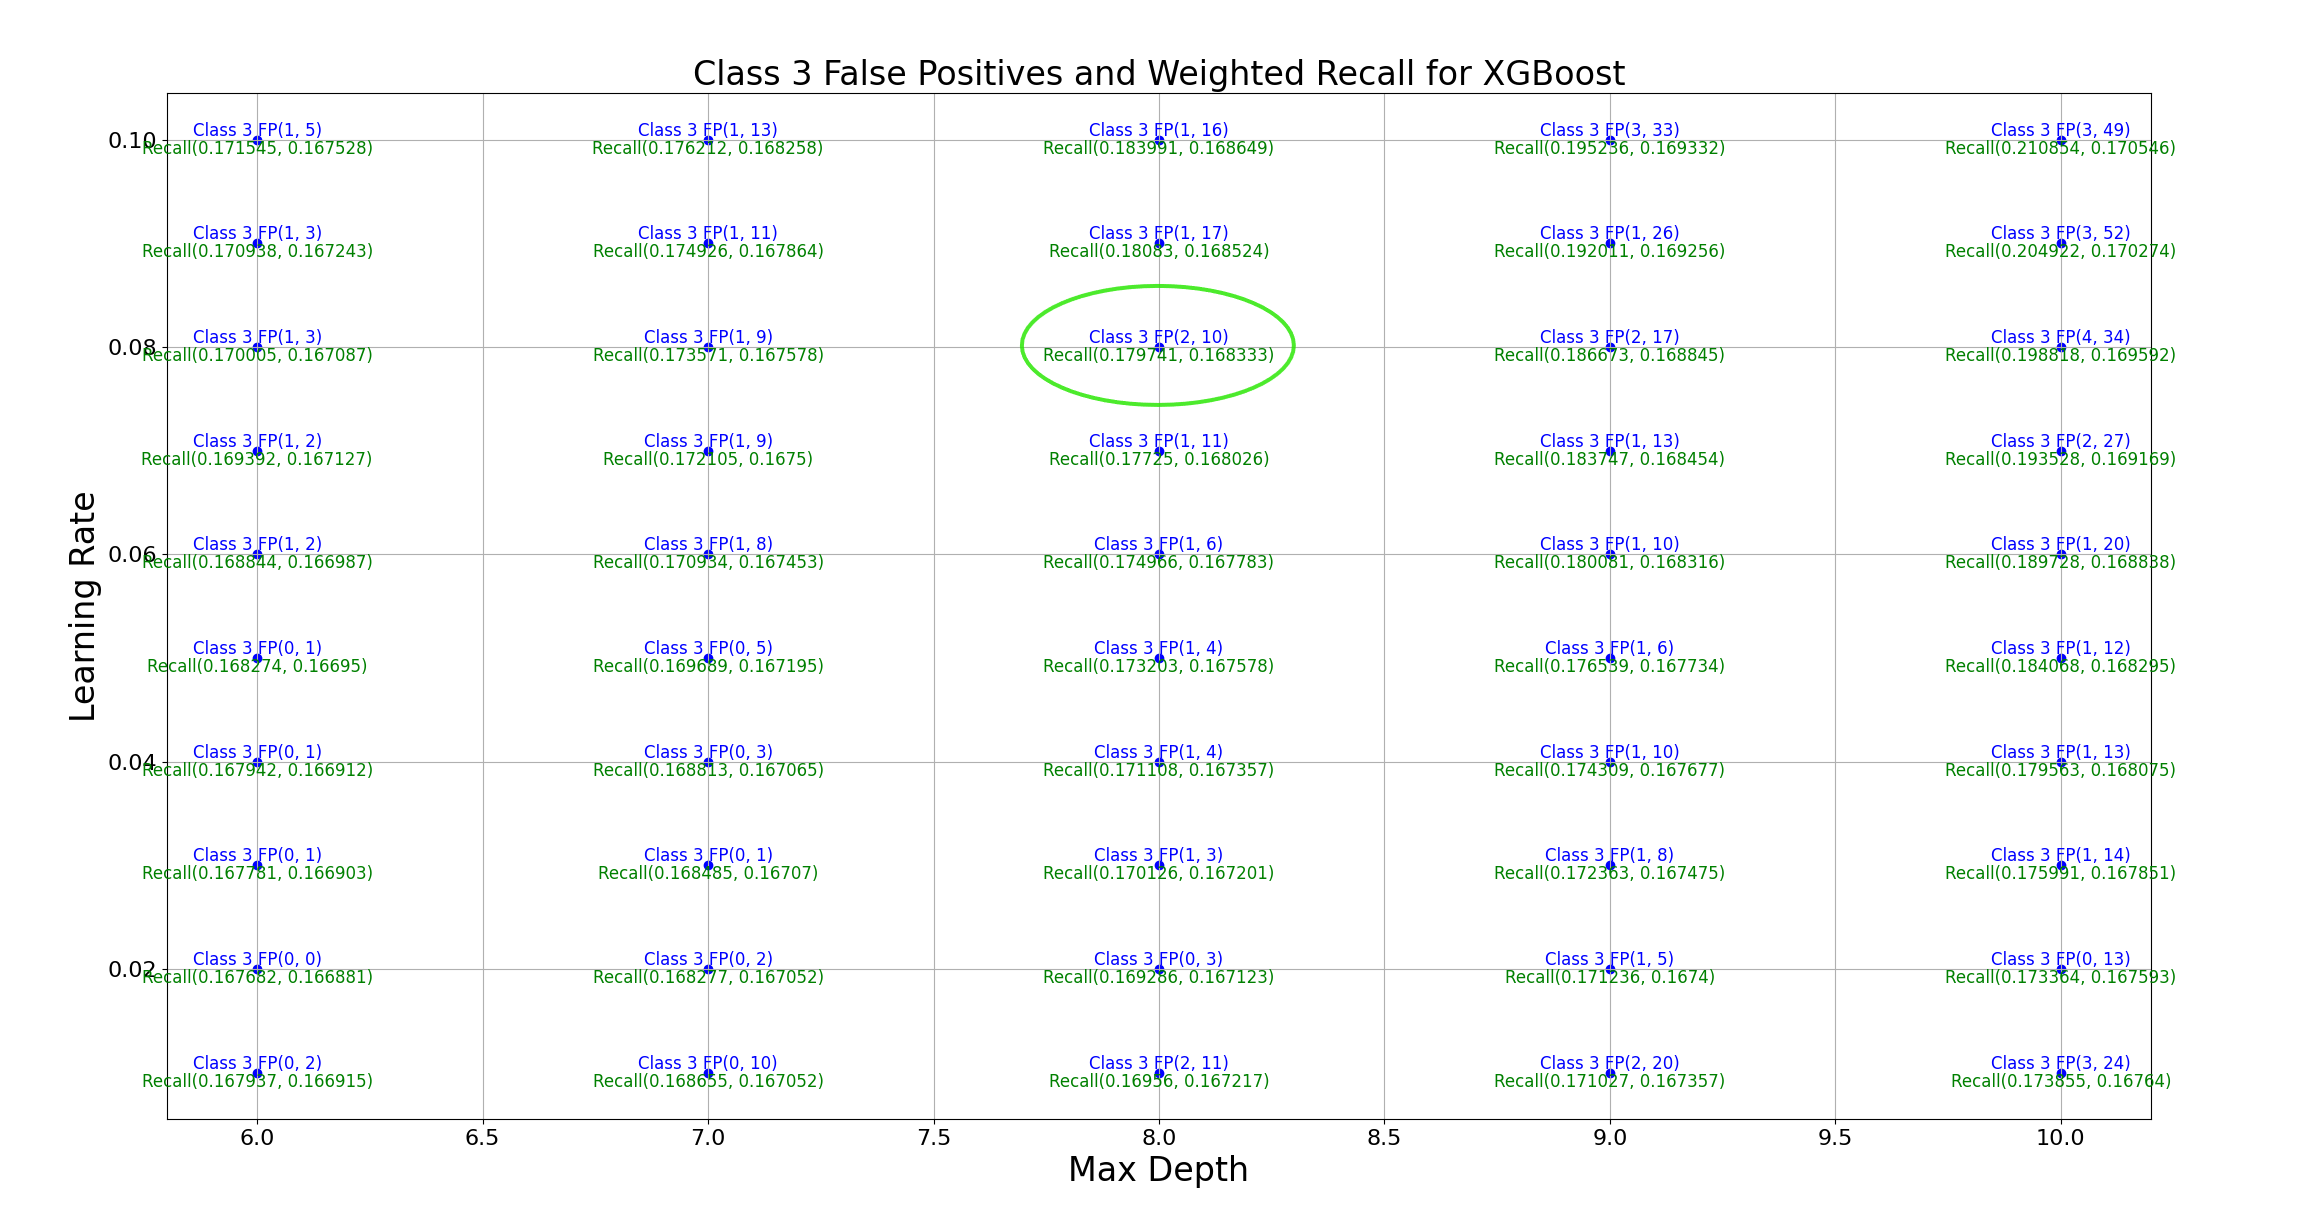 Class 3 False Positives and Weighted Recall for XGBoost
0.10
Class 3 FP(1, 5) Class 3 FP(1, 13) Class 3 FP(1, 16) Class 3 FP(3, 33) Class 3 FP(3, 49)
Recall(0.171545, 0.167528) Recall(0.176212, 0.168258) Recall(0.183991, 0.168649) Recall(0.195236, 0.169332) Recall(0.210854, 0.170546)
Class 3 FP(1, 3) Class 3 FP(1, 11) Class 3 FP(1, 17) Class 3 FP(1, 26) Class 3 FP(3, 52)
Recall(0.170938, 0.167243) Recall(0.174926, 0.167864) Recall(0.18083, 0.168524) Recall(0.192011, 0.169256) Recall(0.204922, 0.170274)
0.08
Class 3 FP(1, 3) Class 3 FP(1, 9) Class 3 FP(2, 10) Class 3 FP(2, 17) Class 3 FP(4, 34)
Recall(0.170005, 0.167087) Recall(0.173571, 0.167578) Recall(0.179741, 0.168333) Recall(0.186673, 0.168845) Recall(0.198818, 0.169592)
Class 3 FP(1, 2) Class 3 FP(1, 9) Class 3 FP(1, 11) Class 3 FP(1, 13) Class 3 FP(2, 27)
Recall(0.169392, 0.167127) Recall(0.172105, 0.1675) Recall(0.17725, 0.168026) Recall(0.183747, 0.168454) Recall(0.193528, 0.169169)
0.06
Class 3 FP(1, 2) Class 3 FP(1, 8) Class 3 FP(1, 6) Class 3 FP(1, 10) Class 3 FP(1, 20)
Recall(0.168844, 0.166987) Recall(0.170934, 0.167453) Recall(0.174966, 0.167783) Recall(0.180081, 0.168316) Recall(0.189728, 0.168838)
Learning Rate
Class 3 FP(0, 1) Class 3 FP(0, 5) Class 3 FP(1, 4) Class 3 FP(1, 6) Class 3 FP(1, 12)
Recall(0.168274, 0.16695) Recall(0.169689, 0.167195) Recall(0.173203, 0.167578) Recall(0.176539, 0.167734) Recall(0.184068, 0.168295)
0.04
Class 3 FP(0, 1) Class 3 FP(0, 3) Class 3 FP(1, 4) Class 3 FP(1, 10) Class 3 FP(1, 13)
Recall(0.167942, 0.166912) Recall(0.168813, 0.167065) Recall(0.171108, 0.167357) Recall(0.174309, 0.167677) Recall(0.179563, 0.168075)
Class 3 FP(0, 1) Class 3 FP(0, 1) Class 3 FP(1, 3) Class 3 FP(1, 8) Class 3 FP(1, 14)
Recall(0.167781, 0.166903) Recall(0.168485, 0.16707) Recall(0.170126, 0.167201) Recall(0.172363, 0.167475) Recall(0.175991, 0.167851)
0.02
Class 3 FP(0, 0) Class 3 FP(0, 2) Class 3 FP(0, 3) Class 3 FP(1, 5) Class 3 FP(0, 13)
Recall(0.167682, 0.166881) Recall(0.168277, 0.167052) Recall(0.169286, 0.167123) Recall(0.171236, 0.1674) Recall(0.173364, 0.167593)
Class 3 FP(0, 2) Class 3 FP(0, 10) Class 3 FP(2, 11) Class 3 FP(2, 20) Class 3 FP(3, 24)
Recall(0.167937, 0.166915) Recall(0.168655, 0.167052) Recall(0.16956, 0.167217) Recall(0.171027, 0.167357) Recall(0.173855, 0.16764)
6.0 6.5 7.0 7.5 8.0 8.5 9.0 9.5 10.0
Max Depth